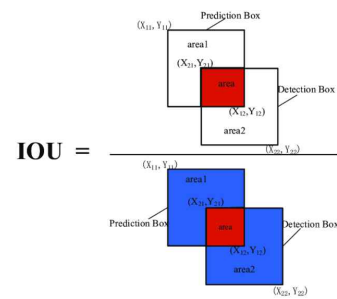 Prediction Box
(X₁₁, Y₁₁)
area1
(X₂₁, Y₂₁)
area
Detection Box
(X₁₂, Y₁₂)
area2
(X₂₂, Y₂₂)
IOU =
(X₁₁, Y₁₁)
area1
(X₂₁, Y₂₁)
Prediction Box
area
Detection Box
(X₁₂, Y₁₂)
area2
(X₂₂, Y₂₂)